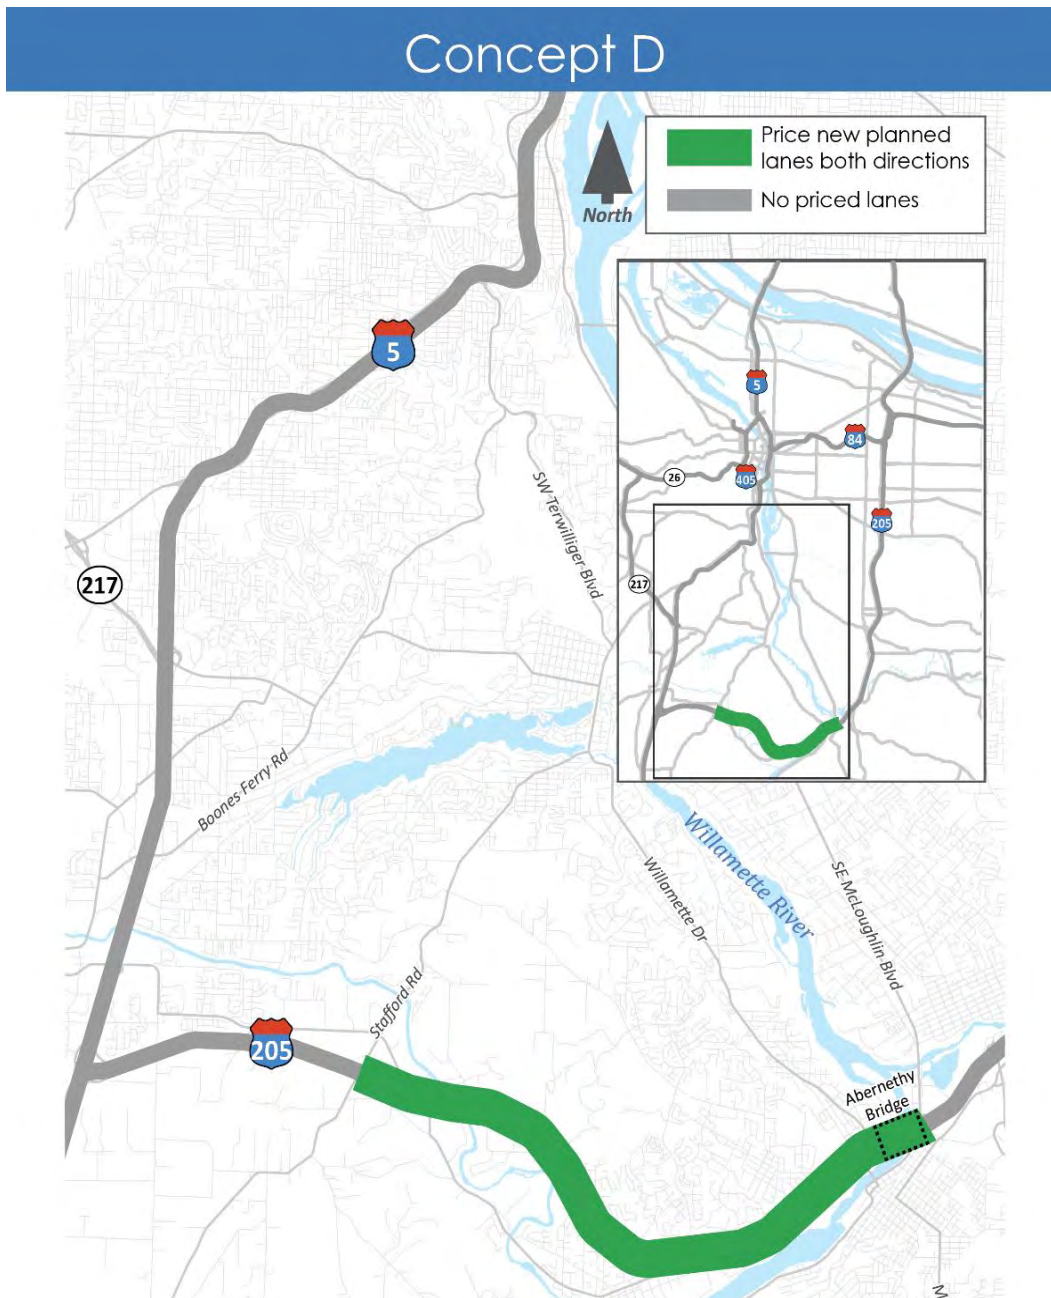 Concept D
Price new planned
lanes both directions
No priced lanes
North
5
5
84
26
405
205
217
SW Terwilliger Blvd
217
Boones Ferry Rd
Willamette River
Willamette Dr
SE McLoughlin Blvd
Stafford Rd
205
Abernethy
Bridge
M